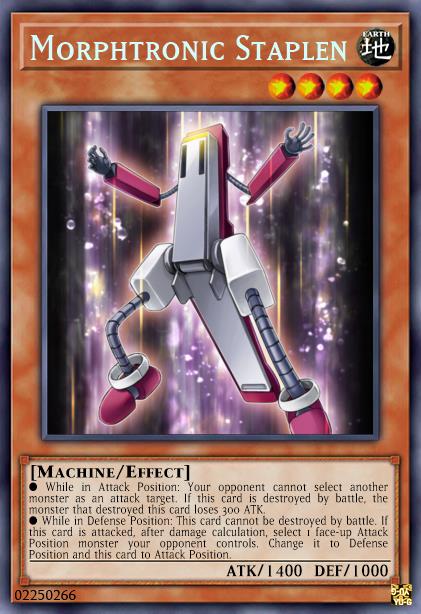 MORPHTRONIC STAPLEN
EARTH
地
[MACHINE/EFFECT]
● While in Attack Position: Your opponent cannot select another
monster as an attack target. If this card is destroyed by battle, the
monster that destroyed this card loses 300 ATK.
● While in Defense Position: This card cannot be destroyed by battle. If
this card is attacked, after damage calculation, select 1 face-up Attack
Position monster your opponent controls. Change it to Defense
Position and this card to Attack Position.
ATK/1400 DEF/1000
02250266